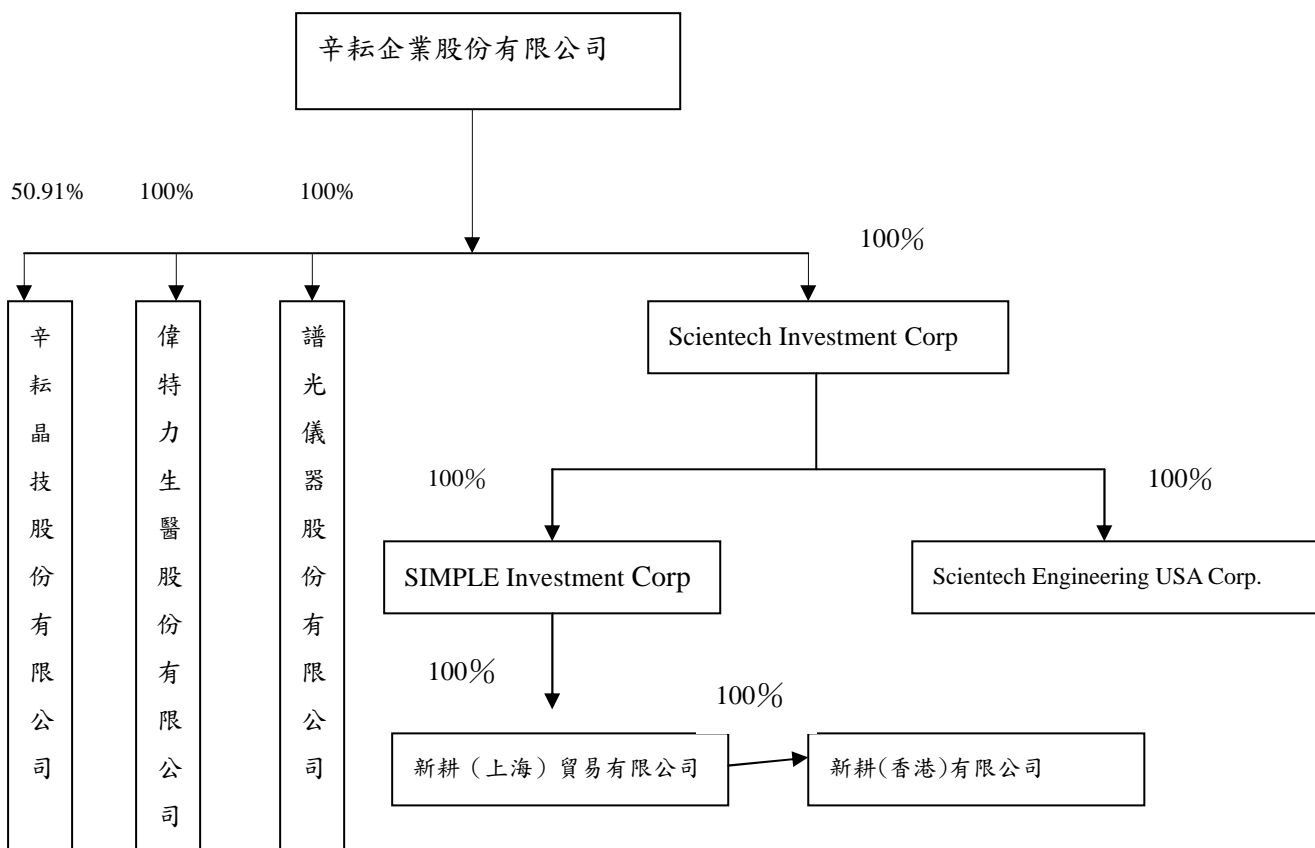 辛耘企業股份有限公司
50.91%
100%
100%
100%
辛耘晶技股份有限公司
偉特力生醫股份有限公司
譜光儀器股份有限公司
Scientech Investment Corp
100%
100%
SIMPLE Investment Corp
Scientech Engineering USA Corp.
100%
100%
新耕（上海）貿易有限公司
新耕(香港)有限公司